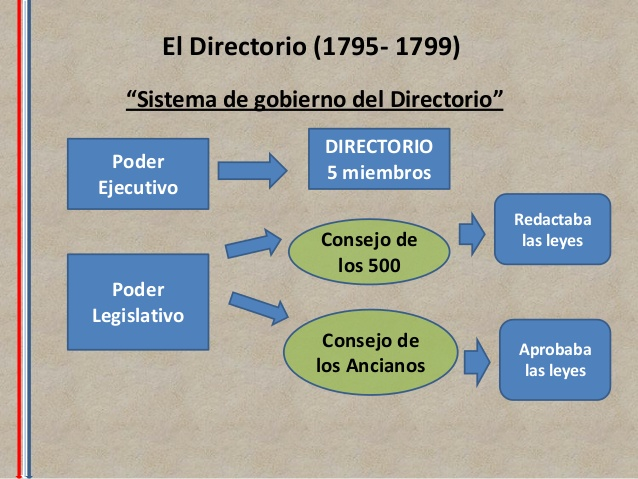 El Directorio (1795- 1799)
“Sistema de gobierno del Directorio”
Poder
Ejecutivo
DIRECTORIO
5 miembros
Poder
Legislativo
Consejo de
los 500
Redactaba
las leyes
Consejo de
los Ancianos
Aprobaba
las leyes